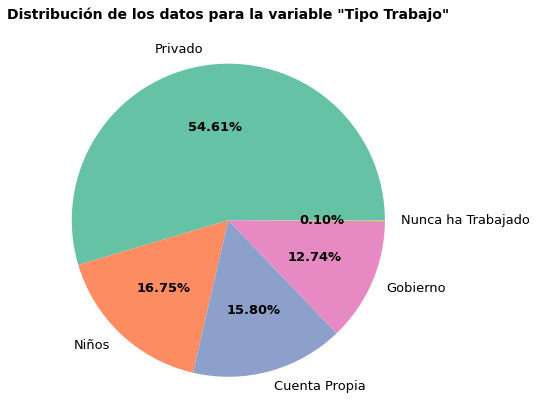 Distribución de los datos para la variable "Tipo Trabajo"
Privado
54.61%
0.10%
Nunca ha Trabajado
12.74%
Gobierno
16.75%
15.80%
Niños
Cuenta Propia